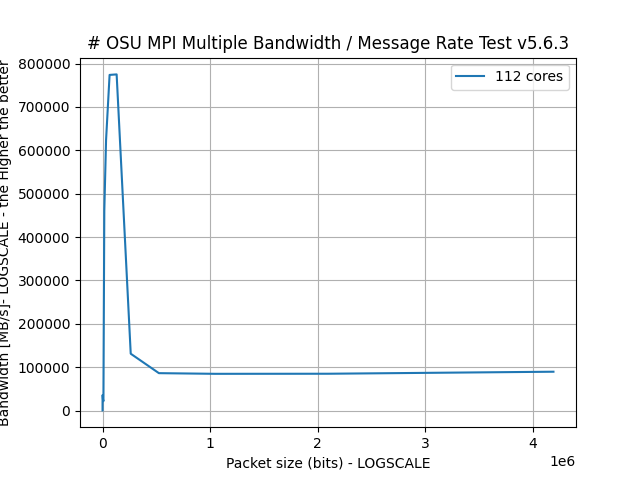 # OSU MPI Multiple Bandwidth / Message Rate Test v5.6.3
112 cores
Bandwidth [MB/s]- LOGSCALE - the Higher the better
800000
700000
600000
500000
400000
300000
200000
100000
0
0
1
2
3
4
1e6
Packet size (bits) - LOGSCALE